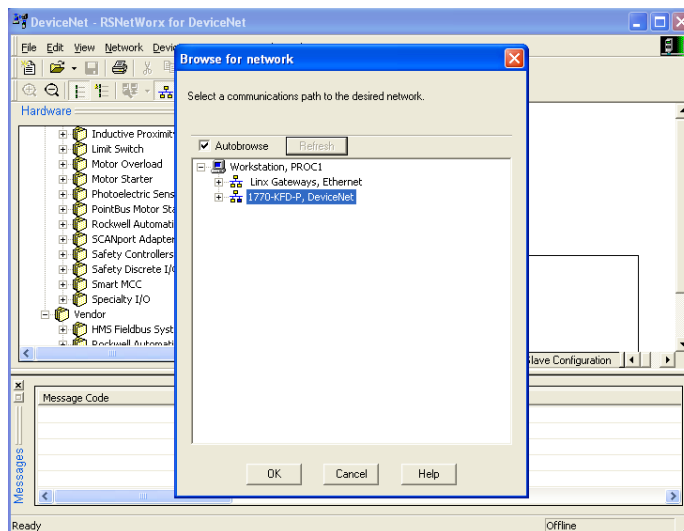 DeviceNet - RSNetWorx for DeviceNet
File Edit View Network
Hardware
Inductive Proximit
Limit Switch
Motor Overload
Motor Starter
Photoelectric Sens
PointBus Motor Sta
Rockwell Automati
SCANport Adapter
Safety Controllers
Safety Discrete I/
Smart MCC
Specialty I/O
Vendor
HMS Fieldbus Syst
Rockwell Automati
Browse for network
Select a communications path to the desired network.
Autobrowse Refresh
Workstation, PROC1
Linx Gateways, Ethernet
1770-KFD-P, DeviceNet
OK Cancel Help
lave Configuration
Message Code
Messages
Ready Offline